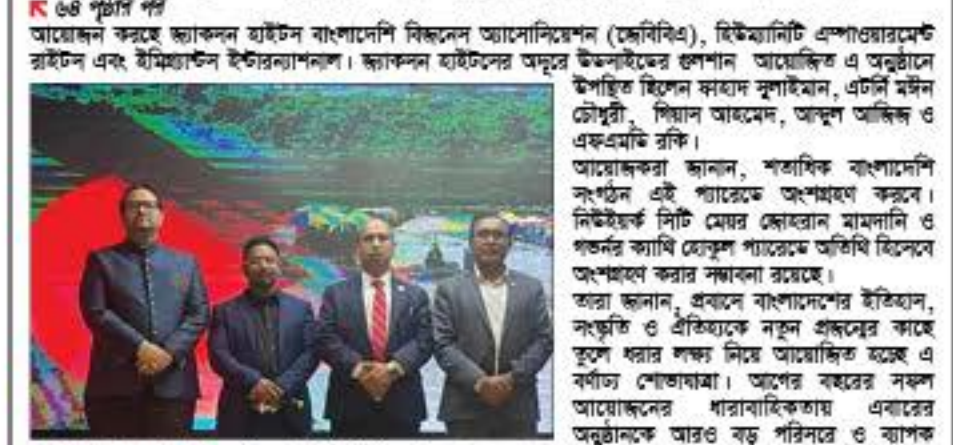 ৬৪ পৃষ্ঠার পর
আয়োজন করছে জ্যাকসন হাইটস বাংলাদেশি বিজনেস অ্যাসোসিয়েশন (জেবিবিএ), হিউম্যানিটি এম্পাওয়ারমেন্ট
রাইটস এবং ইমিগ্র্যান্টস ইন্টারন্যাশনাল। জ্যাকসন হাইটসের অদূরে উডসাইডের গুলশান আয়োজিত এ অনুষ্ঠানে
উপস্থিত ছিলেন ফাহাদ সুলাইমান, এটর্নি মঈন
চৌধুরী, গিয়াস আহমেদ, আব্দুল আজিজ ও
এফএমডি রকি।
আয়োজকরা জানান, শতাধিক বাংলাদেশি
সংগঠন এই প্যারেডে অংশগ্রহণ করবে।
নিউইয়র্ক সিটি মেয়র জোহরান মামদানি ও
গভর্নর ক্যাথি হোকুল প্যারেডে অতিথি হিসেবে
অংশগ্রহণ করার সম্ভাবনা রয়েছে।
তারা জানান, প্রবাসে বাংলাদেশের ইতিহাস,
সংস্কৃতি ও ঐতিহ্যকে নতুন প্রজন্মের কাছে
তুলে ধরার লক্ষ্য নিয়ে আয়োজিত হচ্ছে এ
বর্ণাঢ্য শোভাযাত্রা। আগের বছরের সফল
আয়োজনের ধারাবাহিকতায় এবারের
অনুষ্ঠানকে আরও বড় পরিসরে ও ব্যাপক